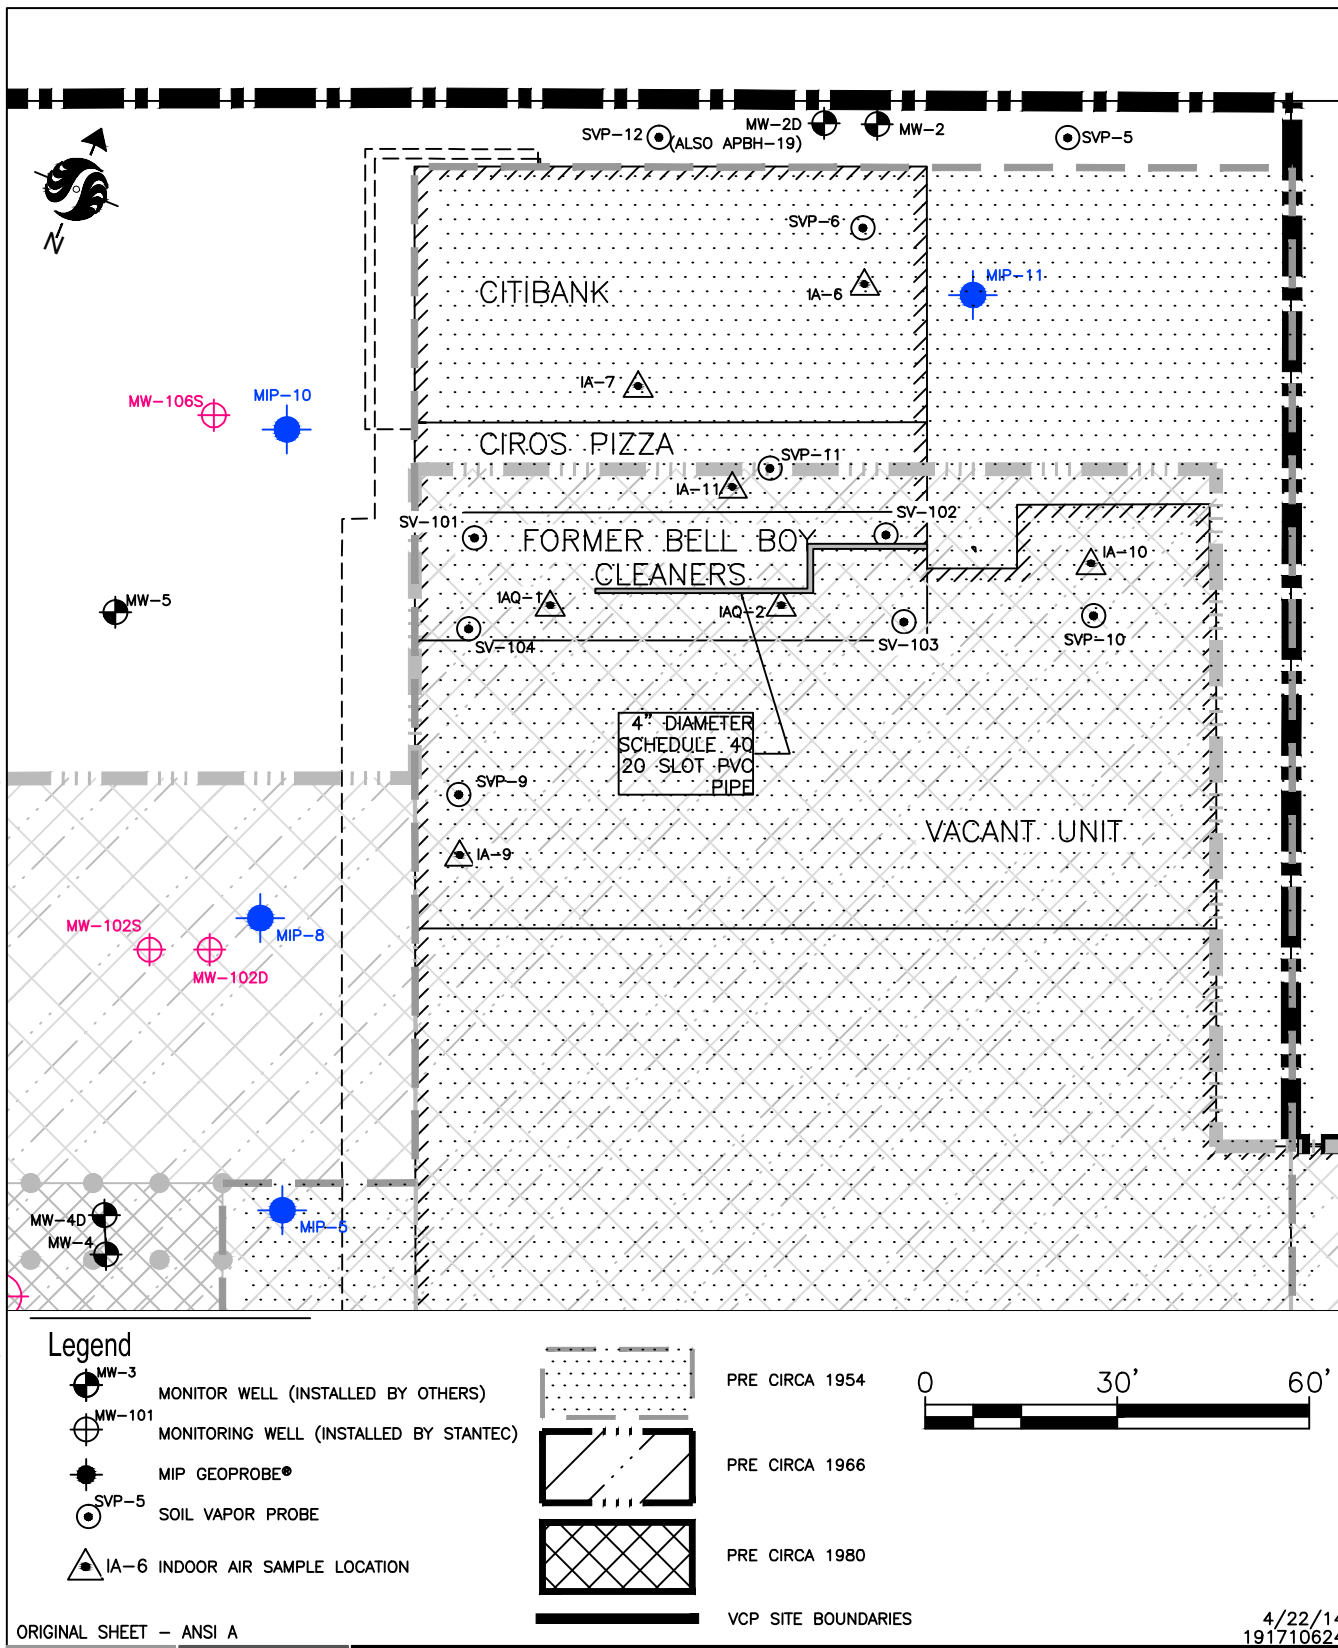 MW-2D
SVP-12
(ALSO APBH-19)
MW-2
SVP-5
N
SVP-6
CITIBANK
IA-6
MIP-11
IA-7
MW-106S
MIP-10
CIROS PIZZA
SVP-11
IA-11
SV-101
SV-102
FORMER BELL BOY
CLEANERS
IA-10
IAQ-1
IAQ-2
MW-5
SV-104
SV-103
SVP-10
4" DIAMETER
SCHEDULE 40
20 SLOT PVC
PIPE
SVP-9
VACANT UNIT
IA-9
MW-102S
MIP-8
MW-102D
MW-4D
MIP-5
MW-4
Legend
MW-3
MONITOR WELL (INSTALLED BY OTHERS)
MW-101
MONITORING WELL (INSTALLED BY STANTEC)
MIP GEOPROBE®
SVP-5
SOIL VAPOR PROBE
IA-6 INDOOR AIR SAMPLE LOCATION
PRE CIRCA 1954
PRE CIRCA 1966
PRE CIRCA 1980
VCP SITE BOUNDARIES
0 30' 60'
ORIGINAL SHEET - ANSI A
4/22/14
191710624